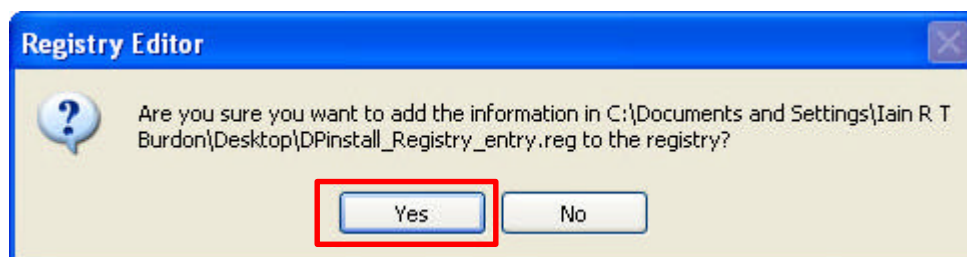 Registry Editor
Are you sure you want to add the information in C:\Documents and Settings\Iain R T
Burdon\Desktop\DPinstall_Registry_entry.reg to the registry?
Yes No